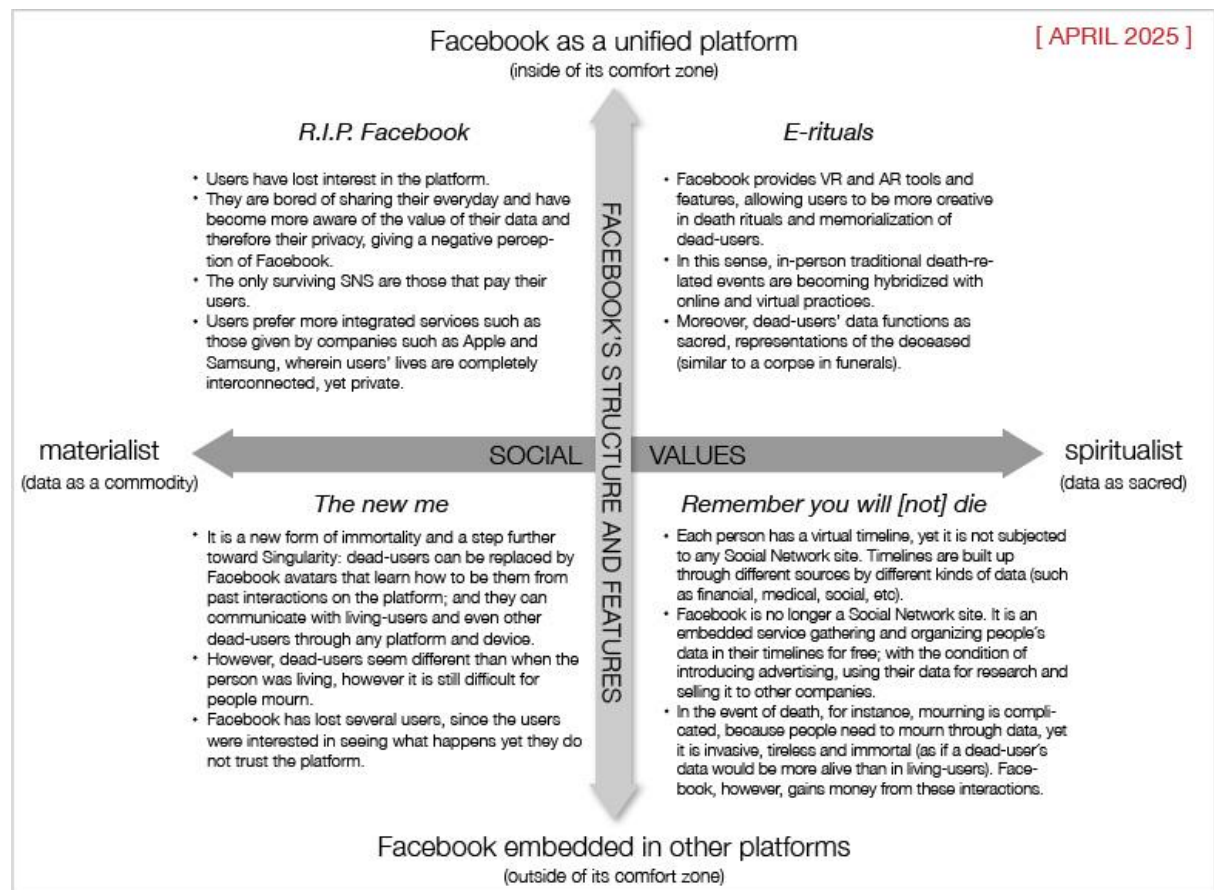 Facebook as a unified platform
(inside of its comfort zone)
[ APRIL 2025 ]
R.I.P. Facebook
• Users have lost interest in the platform.
• They are bored of sharing their everyday and have
become more aware of the value of their data and
therefore their privacy, giving a negative percep-
tion of Facebook.
• The only surviving SNS are those that pay their
users.
• Users prefer more integrated services such as
those given by companies such as Apple and
Samsung, wherein users' lives are completely
interconnected, yet private.
E-rituals
• Facebook provides VR and AR tools and
features, allowing users to be more creative
in death rituals and memorialization of
dead-users.
• In this sense, in-person traditional death-re-
lated events are becoming hybridized with
online and virtual practices.
• Moreover, dead-users' data functions as
sacred, representations of the deceased
(similar to a corpse in funerals).
FACEBOOK'S STRUCTURE AND FEATURES
materialist
(data as a commodity)
SOCIAL VALUES
spiritualist
(data as sacred)
The new me
• It is a new form of immortality and a step further
toward Singularity: dead-users can be replaced by
Facebook avatars that learn how to be them from
past interactions on the platform; and they can
communicate with living-users and even other
dead-users through any platform and device.
• However, dead-users seem different than when the
person was living, however it is still difficult for
people mourn.
• Facebook has lost several users, since the users
were interested in seeing what happens yet they do
not trust the platform.
Remember you will [not] die
• Each person has a virtual timeline, yet it is not subjected
to any Social Network site. Timelines are built up
through different sources by different kinds of data (such
as financial, medical, social, etc).
• Facebook is no longer a Social Network site. It is an
embedded service gathering and organizing people's
data in their timelines for free; with the condition of
introducing advertising, using their data for research and
selling it to other companies.
• In the event of death, for instance, mourning is compli-
cated, because people need to mourn through data, yet
it is invasive, tireless and immortal (as if a dead-user's
data would be more alive than in living-users). Face-
book, however, gains money from these interactions.
Facebook embedded in other platforms
(outside of its comfort zone)